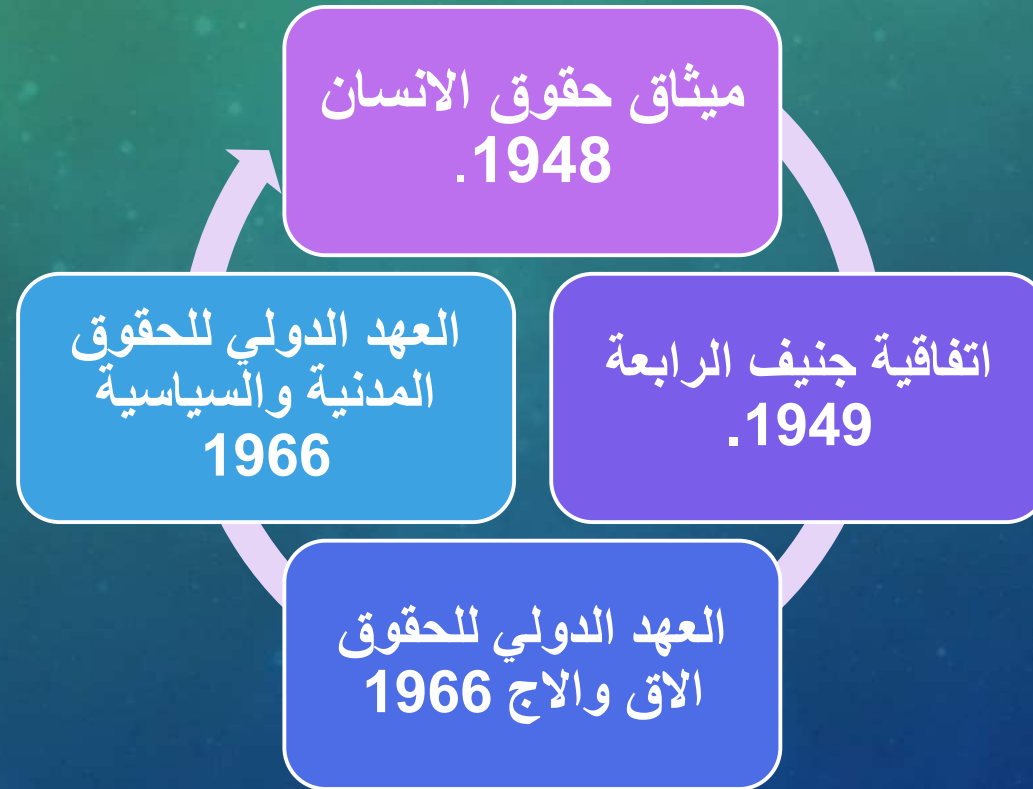 ميثاق حقوق الانسان
1948.
اتفاقية جنيف الرابعة
1949.
العهد الدولي للحقوق
الاق والاج 1966
العهد الدولي للحقوق
المدنية والسياسية
1966